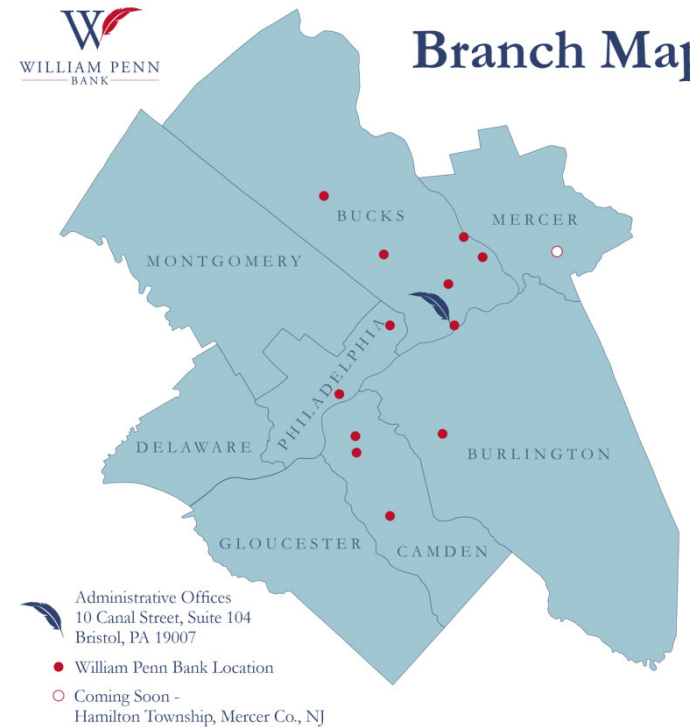 WILLIAM PENN
BANK
Branch Map
BUCKS
MERCER
MONTGOMERY
PHILADELPHIA
DELAWARE
BURLINGTON
GLOUCESTER
CAMDEN
Administrative Offices
10 Canal Street, Suite 104
Bristol, PA 19007
William Penn Bank Location
Coming Soon -
Hamilton Township, Mercer Co., NJ